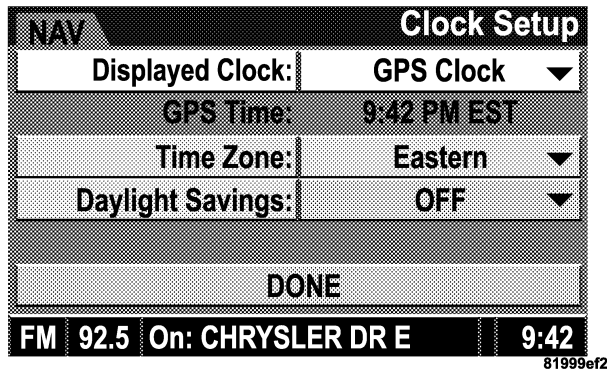 NAV Clock Setup
Displayed Clock: GPS Clock
GPS Time: 9:42 PM EST
Time Zone: Eastern
Daylight Savings: OFF
DONE
FM 92.5 On: CHRYSLER DR E 9:42
81999ef2